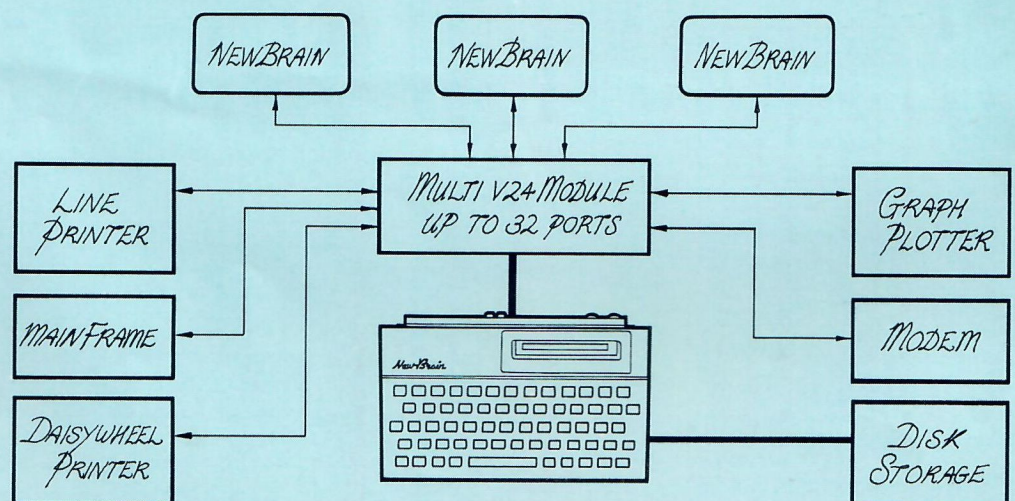 NEWBRAIN
NEWBRAIN
NEWBRAIN
LINE
PRINTER
MULTI V24 MODULE
UP TO 32 PORTS
GRAPH
PLOTTER
MAINFRAME
NewBrain
MODEM
DAISYWHEEL
PRINTER
DISK
STORAGE